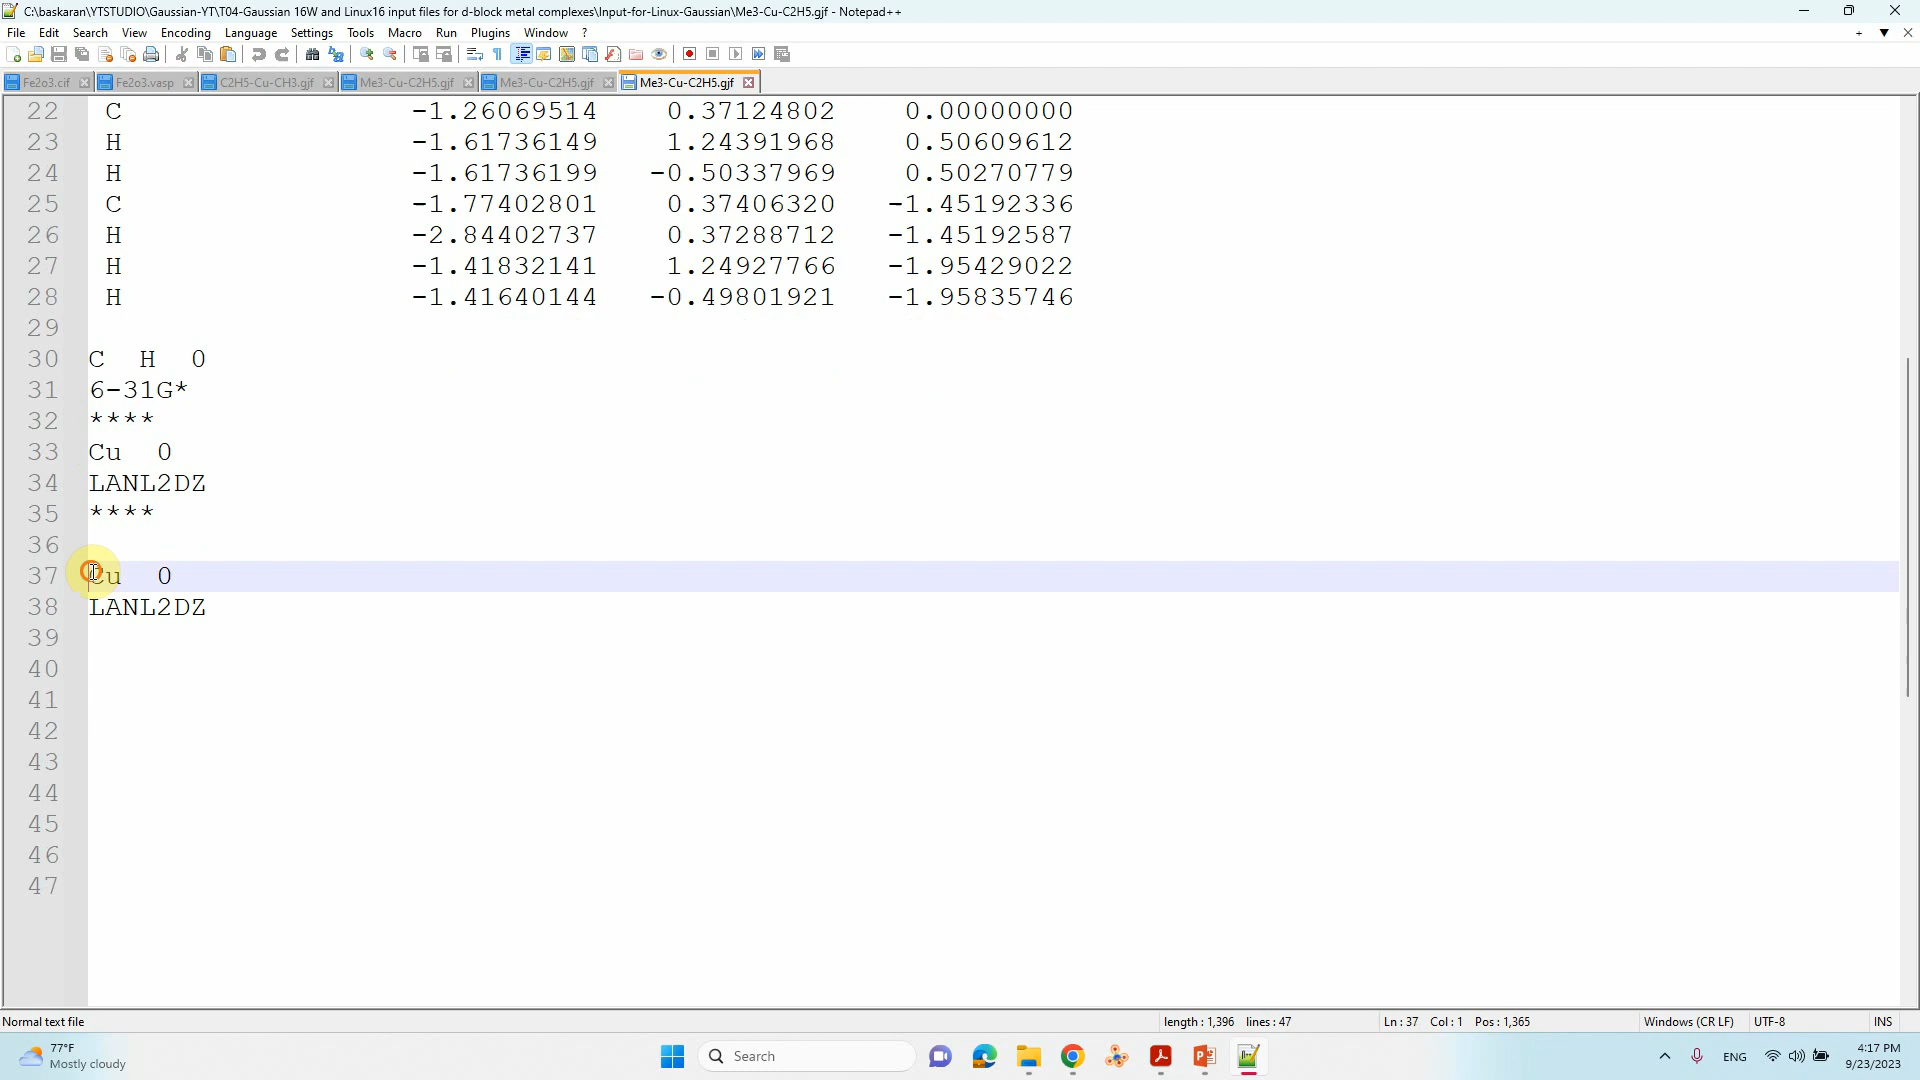 C:\baskaran\YTSTUDIO\Gaussian-YT\T04-Gaussian 16W and Linux16 input files for d-block metal complexes\Input-for-Linux-Gaussian\Me3-Cu-C2H5.gjf - Notepad++
File Edit Search View Encoding Language Settings Tools Macro Run Plugins Window ?
Fe2o3.cif Fe2o3.vasp C2H5-Cu-CH3.gjf Me3-Cu-C2H5.gjf Me3-Cu-C2H5.gjf Me3-Cu-C2H5.gjf
22 C -1.26069514 0.37124802 0.00000000
23 H -1.61736149 1.24391968 0.50609612
24 H -1.61736199 -0.50337969 0.50270779
25 C -1.77402801 0.37406320 -1.45192336
26 H -2.84402737 0.37288712 -1.45192587
27 H -1.41832141 1.24927766 -1.95429022
28 H -1.41640144 -0.49801921 -1.95835746
29
30 C H 0
31 6-31G*
32 ****
33 Cu 0
34 LANL2DZ
35 ****
36
37 Cu 0
38 LANL2DZ
39
40
41
42
43
44
45
46
47
Normal text file length : 1,396 lines : 47 Ln : 37 Col : 1 Pos : 1,365 Windows (CR LF) UTF-8 INS
77°F
Mostly cloudy
Search
ENG
4:17 PM
9/23/2023